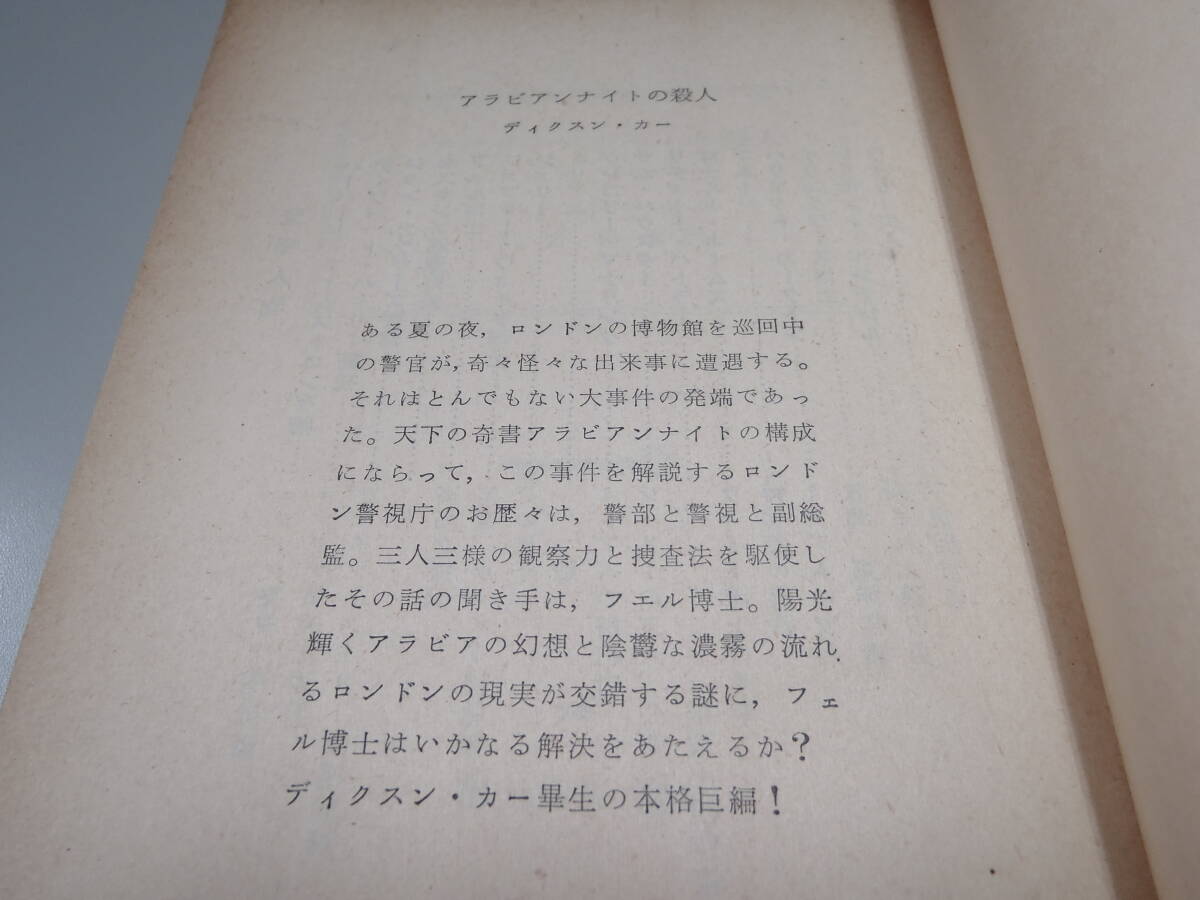 アラビアンナイトの殺人
ディクスン・カー
ある夏の夜，ロンドンの博物館を巡回中
の警官が，奇々怪々な出来事に遭遇する。
それはとんでもない大事件の発端であっ
た。天下の奇書アラビアンナイトの構成
にならって，この事件を解説するロンド
ン警視庁のお歴々は，警部と警視と副総
監。三人三様の観察力と捜査法を駆使し
たその話の聞き手は，フエル博士。陽光
輝くアラビアの幻想と陰鬱な濃霧の流れ
るロンドンの現実が交錯する謎に，フェ
ル博士はいかなる解決をあたえるか？
ディクスン・カー畢生の本格巨編！